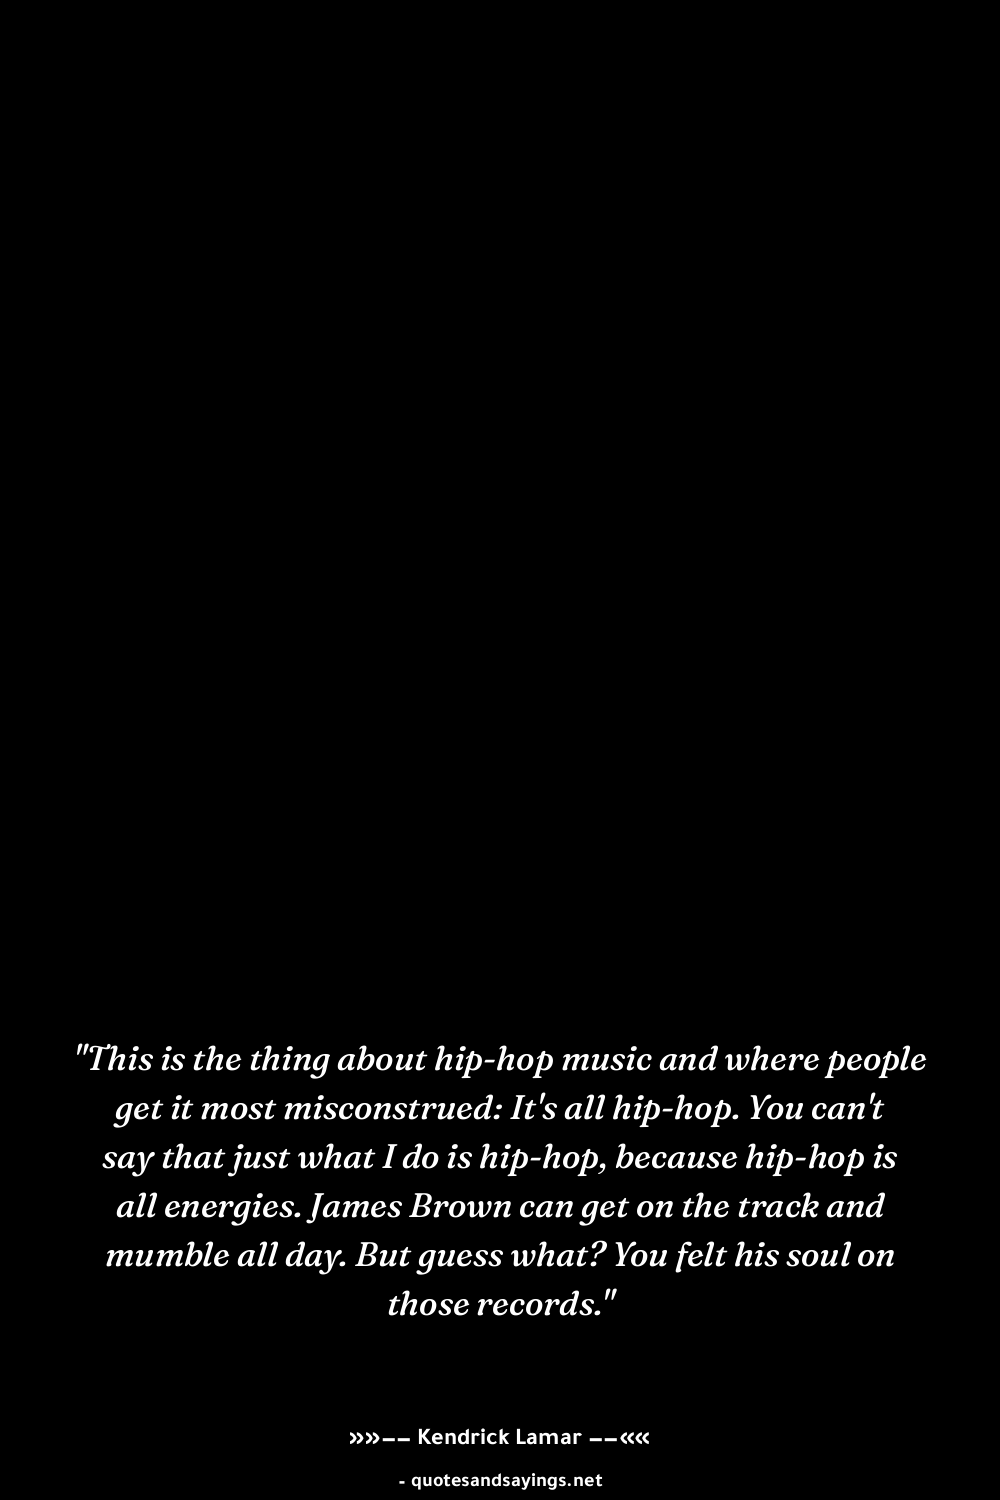 "This is the thing about hip-hop music and where people
get it most misconstrued: It's all hip-hop. You can't
say that just what I do is hip-hop, because hip-hop is
all energies. James Brown can get on the track and
mumble all day. But guess what? You felt his soul on
those records."
»»–– Kendrick Lamar ––««
- quotesandsayings.net